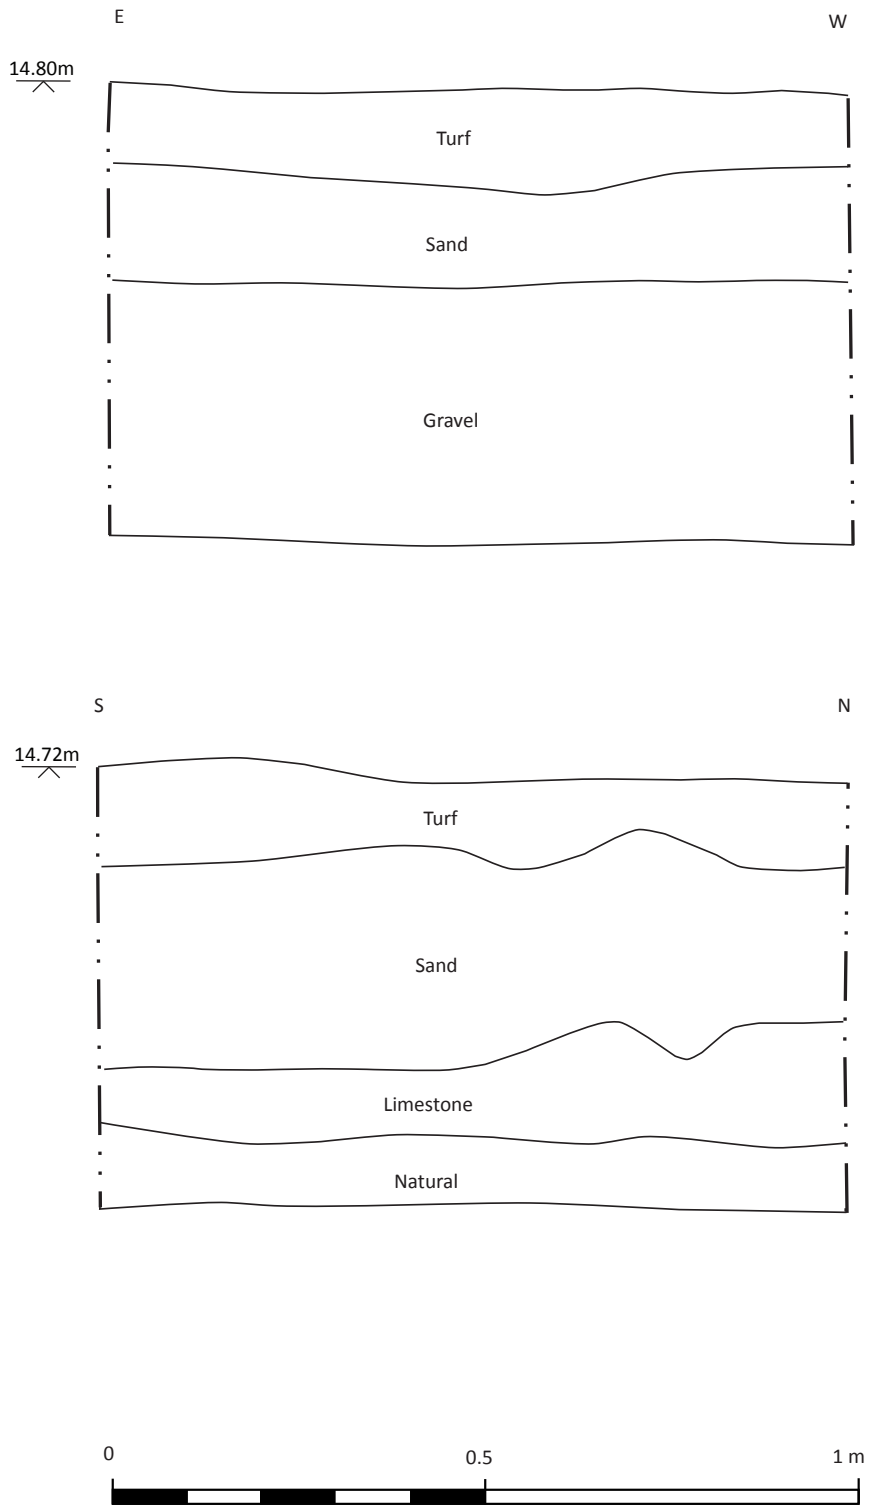 E W
14.80m
Turf
Sand
Gravel
S N
14.72m
Turf
Sand
Limestone
Natural
0 0.5 1 m